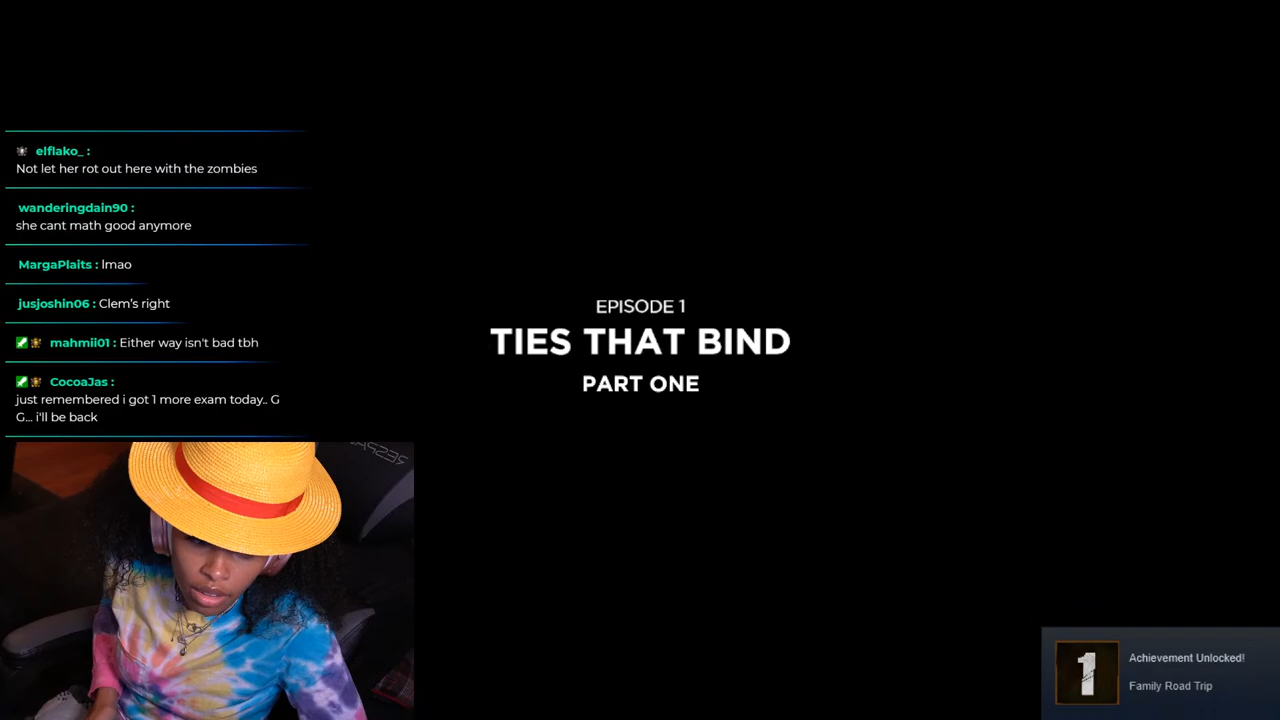 elflako_ :
Not let her rot out here with the zombies
wanderingdain90 :
she cant math good anymore
MargaPlaits : lmao
jusjoshin06 : Clem's right
mahmii01 : Either way isn't bad tbh
CocoaJas :
just remembered i got 1 more exam today.. G
G... i'll be back
EPISODE 1
TIES THAT BIND
PART ONE
1
Achievement Unlocked!
Family Road Trip